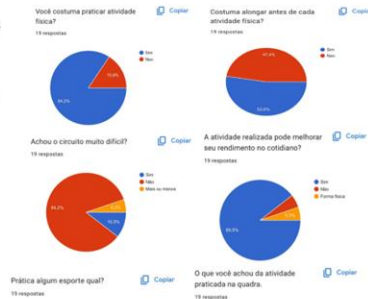 Você costuma praticar atividade
física?
Copiar
19 respostas
Sim
Não
84,2%
15,8%
Costuma alongar antes de cada
atividade física?
Copiar
19 respostas
Sim
Não
47,4%
52,6%
Achou o circuito muito difícil?
Copiar
19 respostas
Sim
Não
Mais ou menos
84,2%
10,5%
A atividade realizada pode melhorar
seu rendimento no cotidiano?
Copiar
19 respostas
Sim
Não
Forma física
89,5%
Prática algum esporte qual?
Copiar
19 respostas
O que você achou da atividade
praticada na quadra.
Copiar
19 respostas